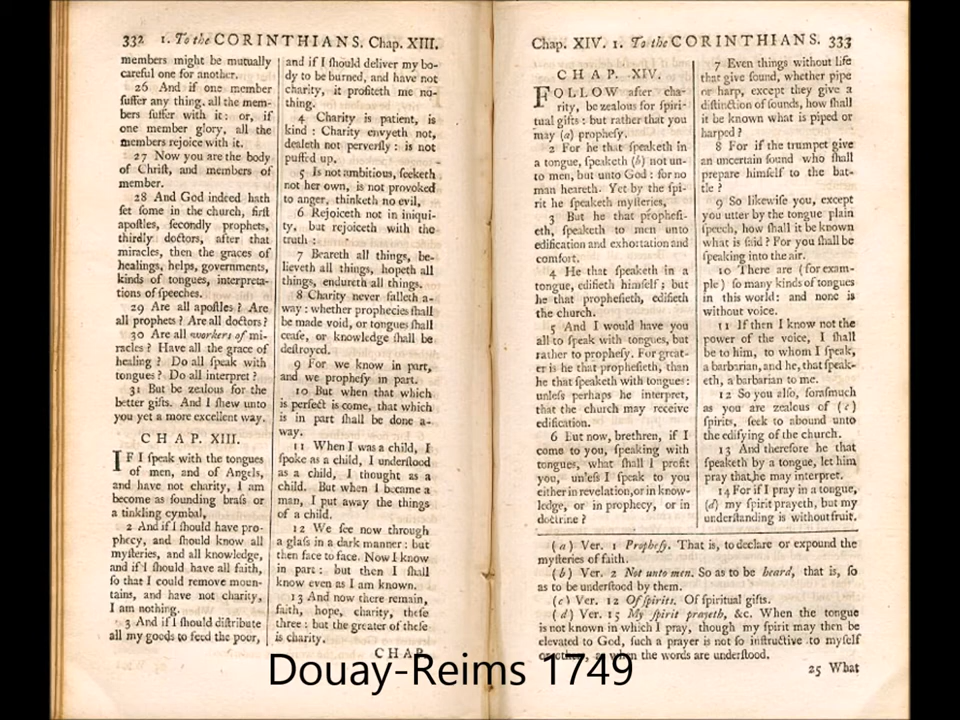 332 1. To the CORINTHIANS. Chap. XIII.
members might be mutually
careful one for another.
26 And if one member
ſuffer any thing, all the mem-
bers ſuffer with it: or, if
one member glory, all the
members rejoice with it.
27 Now you are the body
of Chriſt, and members of
member.
28 And God indeed hath
ſet ſome in the church, firſt
apoſtles, ſecondly prophets,
thirdly doctors, after that
miracles, then the graces of
healings, helps, governments,
kinds of tongues, interpreta-
tions of ſpeeches.
29 Are all apoſtles? Are
all prophets? Are all doctors?
30 Are all workers of mi-
racles? Have all the grace of
healing? Do all ſpeak with
tongues? Do all interpret?
31 But be zealous for the
better gifts. And I ſhew unto
you yet a more excellent way.
CHAP. XIII.
IF I ſpeak with the tongues
of men, and of Angels,
and have not charity, I am
become as ſounding braſs or
a tinkling cymbal,
2 And if I ſhould have pro-
phecy, and ſhould know all
myſteries, and all knowledge,
and if I ſhould have all faith,
ſo that I could remove moun-
tains, and have not charity,
I am nothing.
3 And if I ſhould diſtribute
all my goods to feed the poor,
and if I ſhould deliver my bo-
dy to be burned, and have not
charity, it profiteth me no-
thing.
4 Charity is patient, is
kind: Charity envyeth not,
dealeth not perverſly: is not
puffed up.
5 Is not ambitious, ſeeketh
not her own, is not provoked
to anger, thinketh no evil,
6 Rejoiceth not in iniqui-
ty, but rejoiceth with the
truth:
7 Beareth all things, be-
lieveth all things, hopeth all
things, endureth all things.
8 Charity never falleth a-
way: whether prophecies ſhall
be made void, or tongues ſhall
ceaſe, or knowledge ſhall be
deſtroyed.
9 For we know in part,
and we propheſy in part.
10 But when that which
is perfect is come, that which
is in part ſhall be done a-
way.
11 When I was a child, I
ſpoke as a child, I underſtood
as a child, I thought as a
child. But when I became a
man, I put away the things
of a child.
12 We ſee now through
a glaſs in a dark manner: but
then face to face. Now I know
in part: but then I ſhall
know even as I am known.
13 And now there remain,
faith, hope, charity, theſe
three: but the greater of theſe
is charity.
CHAP.
Chap. XIV. 1. To the CORINTHIANS. 333
CHAP. XIV.
FOLLOW after cha-
rity, be zealous for ſpiri-
tual gifts: but rather that you
may (a) propheſy.
2 For he that ſpeaketh in
a tongue, ſpeaketh (b) not un-
to men, but unto God: for no
man heareth. Yet by the ſpi-
rit he ſpeaketh myſteries,
3 But he that propheſi-
eth, ſpeaketh to men unto
edification and exhortation and
comfort.
4 He that ſpeaketh in a
tongue, edifieth himſelf; but
he that propheſieth, edifieth
the church.
5 And I would have you
all to ſpeak with tongues, but
rather to propheſy. For great-
er is he that propheſieth, than
he that ſpeaketh with tongues:
unleſs perhaps he interpret,
that the church may receive
edification.
6 But now, brethren, if I
come to you, ſpeaking with
tongues, what ſhall I profit
you, unleſs I ſpeak to you
either in revelation, or in know-
ledge, or in prophecy, or in
doctrine?
7 Even things without life
that give ſound, whether pipe
or harp, except they give a
diſtinction of ſounds, how ſhall
it be known what is piped or
harped?
8 For if the trumpet give
an uncertain ſound who ſhall
prepare himſelf to the bat-
tle?
9 So likewiſe you, except
you utter by the tongue plain
ſpeech, how ſhall it be known
what is ſaid? For you ſhall be
ſpeaking into the air.
10 There are (for exam-
ple) ſo many kinds of tongues
in this world: and none is
without voice.
11 If then I know not the
power of the voice, I ſhall
be to him, to whom I ſpeak,
a barbarian, and he, that ſpeak-
eth, a barbarian to me.
12 So you alſo, foraſmuch
as you are zealous of (c)
ſpirits, ſeek to abound unto
the edifying of the church.
13 And therefore he that
ſpeaketh by a tongue, let him
pray that he may interpret.
14 For if I pray in a tongue,
(d) my ſpirit prayeth, but my
underſtanding is without fruit.
(a) Ver. 1 Propheſy. That is, to declare or expound the
myſteries of faith.
(b) Ver. 2 Not unto men. So as to be heard, that is, ſo
as to be underſtood by them.
(c) Ver. 12 Of ſpirits. Of ſpiritual gifts.
(d) Ver. 15 My ſpirit prayeth, &c. When the tongue
is not known in which I pray, though my ſpirit may then be
elevated to God, ſuch a prayer is not ſo inſtructive to myſelf
when the words are underſtood.
25 What
Douay-Reims 1749